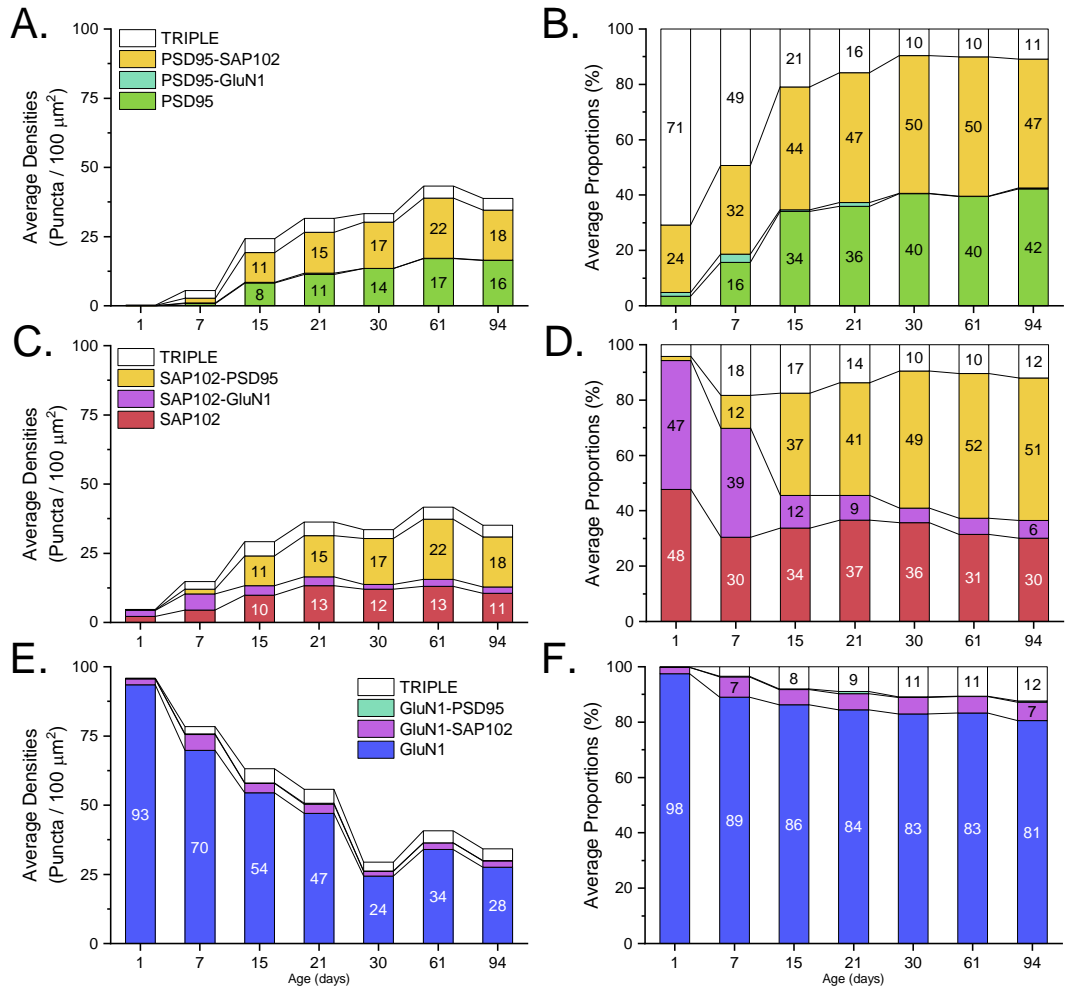 A.
100
75
50
25
0
Average Densities
(Puncta / 100 μm²)
TRIPLE
PSD95-SAP102
PSD95-GluN1
PSD95
11 15 17 22 18
8 11 14 17 16
1 7 15 21 30 61 94
B.
100
80
60
40
20
0
Average Proportions (%)
71 49 21 16 10 10 11
24 32 44 47 50 50 47
16 34 36 40 40 42
1 7 15 21 30 61 94
C.
100
75
50
25
0
Average Densities
(Puncta / 100 μm²)
TRIPLE
SAP102-PSD95
SAP102-GluN1
SAP102
11 15 17 22 18
10 13 12 13 11
1 7 15 21 30 61 94
D.
100
80
60
40
20
0
Average Proportions (%)
18 17 14 10 10 12
12 37 41 49 52 51
47 39 12 9 6
48 30 34 37 36 31 30
1 7 15 21 30 61 94
E.
100
75
50
25
0
Average Densities
(Puncta / 100 μm²)
TRIPLE
GluN1-PSD95
GluN1-SAP102
GluN1
93 70 54 47 24 34 28
1 7 15 21 30 61 94
Age (days)
F.
100
80
60
40
20
0
Average Proportions (%)
8 9 11 11 12
7 7
98 89 86 84 83 83 81
1 7 15 21 30 61 94
Age (days)